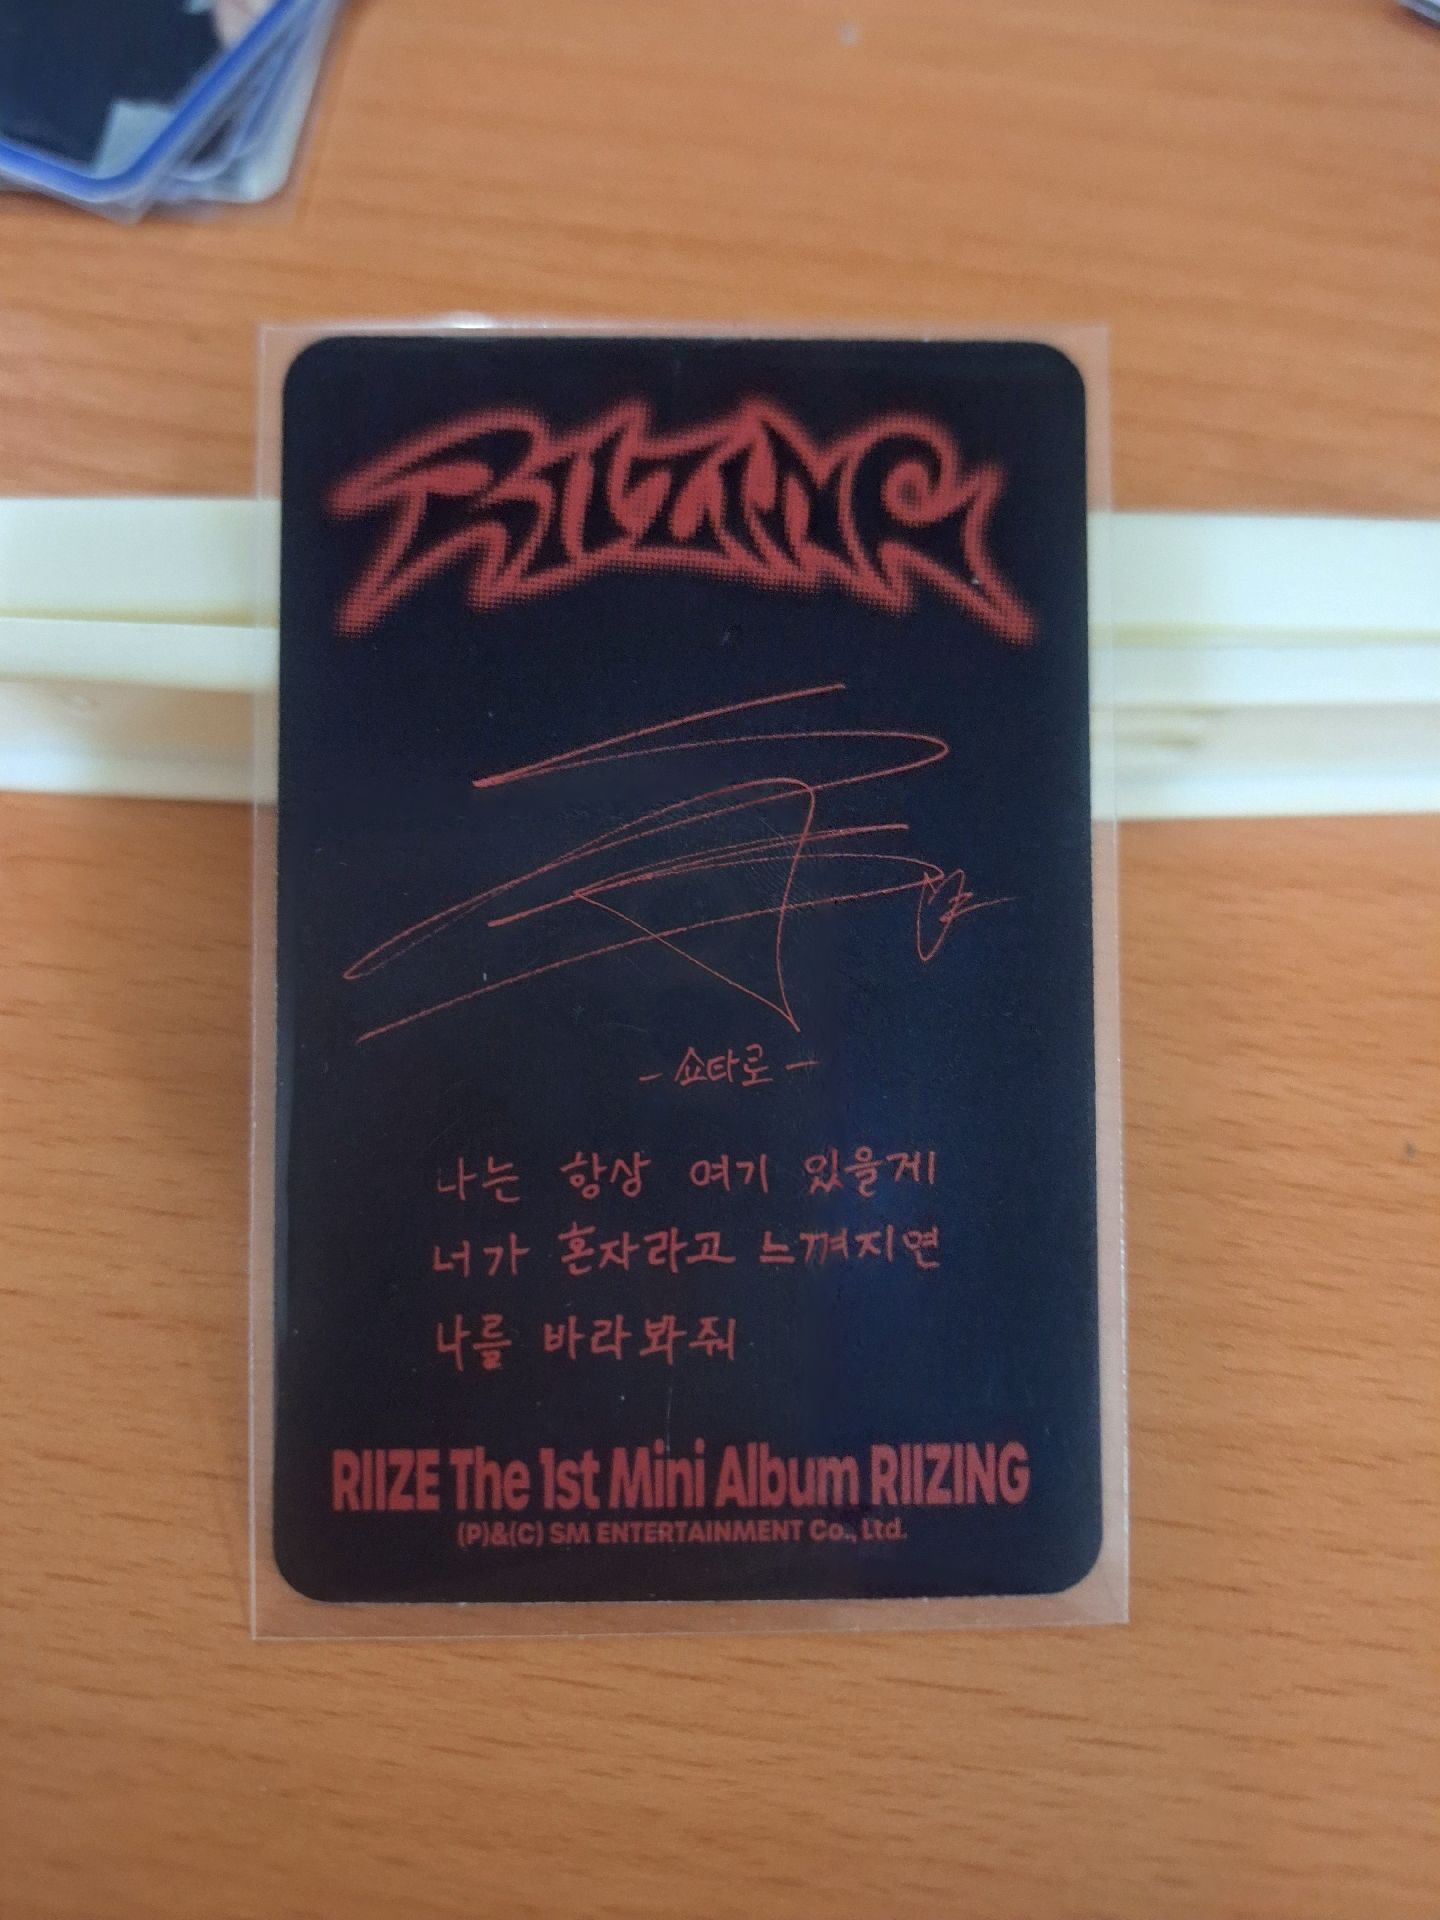 RIIZING
- 쇼타로 -
나는 항상 여기 있을게
너가 혼자라고 느껴지면
나를 바라봐줘
RIIZE The 1st Mini Album RIIZING
(P)&(C) SM ENTERTAINMENT Co., Ltd.